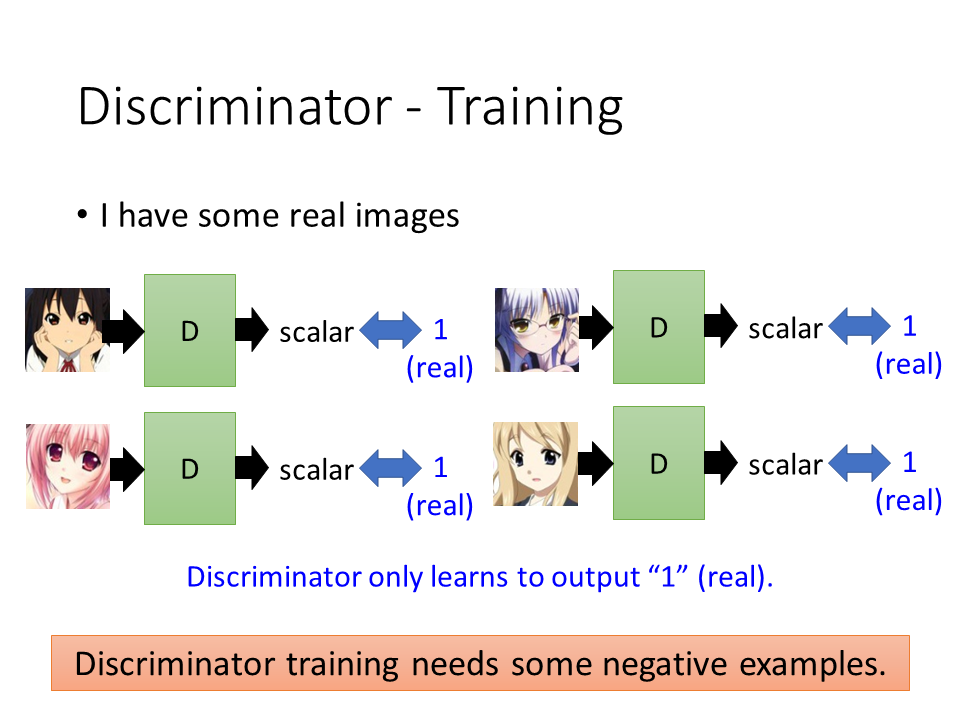 Discriminator - Training
• I have some real images
D
scalar
1
(real)
D
scalar
1
(real)
D
scalar
1
(real)
D
scalar
1
(real)
Discriminator only learns to output “1” (real).
Discriminator training needs some negative examples.